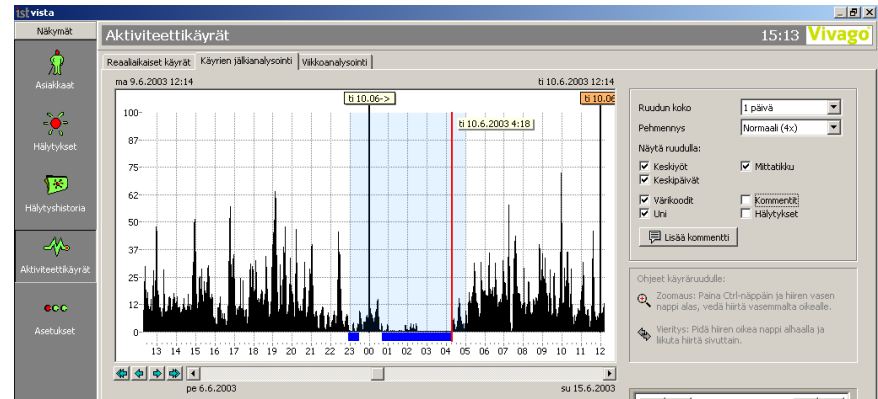 1st vista
Näkymät
Aktiviteettikäyrät
15:13 Vivago
Reaaliaikaiset käyrät
Käyrien jälkianalysointi
Viikkoanalysointi
Asiakkaat
Hälytykset
Hälytyshistoria
Aktiviteettikäyrät
Asetukset
ma 9.6.2003 12:14
ti 10.6.2003 12:14
ti 10.06->
ti 10.06
ti 10.6.2003 4:18
100-
87-
75-
62-
50-
37-
25-
12-
0-
13 14 15 16 17 18 19 20 21 22 23 00 01 02 03 04 05 06 07 08 09 10 11 12
pe 6.6.2003
su 15.6.2003
Ruudun koko
1 päivä
Pehmennys
Normaali (4x)
Näytä ruudulla:
Keskiyöt
Mittatikku
Keskipäivät
Värikoodit
Kommentit
Uni
Hälytykset
Lisää kommentti
Ohjeet käyräruudulle:
Zoomaus: Paina Ctrl-näppäin ja hiiren vasen
nappi alas, vedä hiirtä vasemmalta oikealle.
Vieritys: Pidä hiiren oikea nappi alhaalla ja
liikuta hiirtä sivuttain.